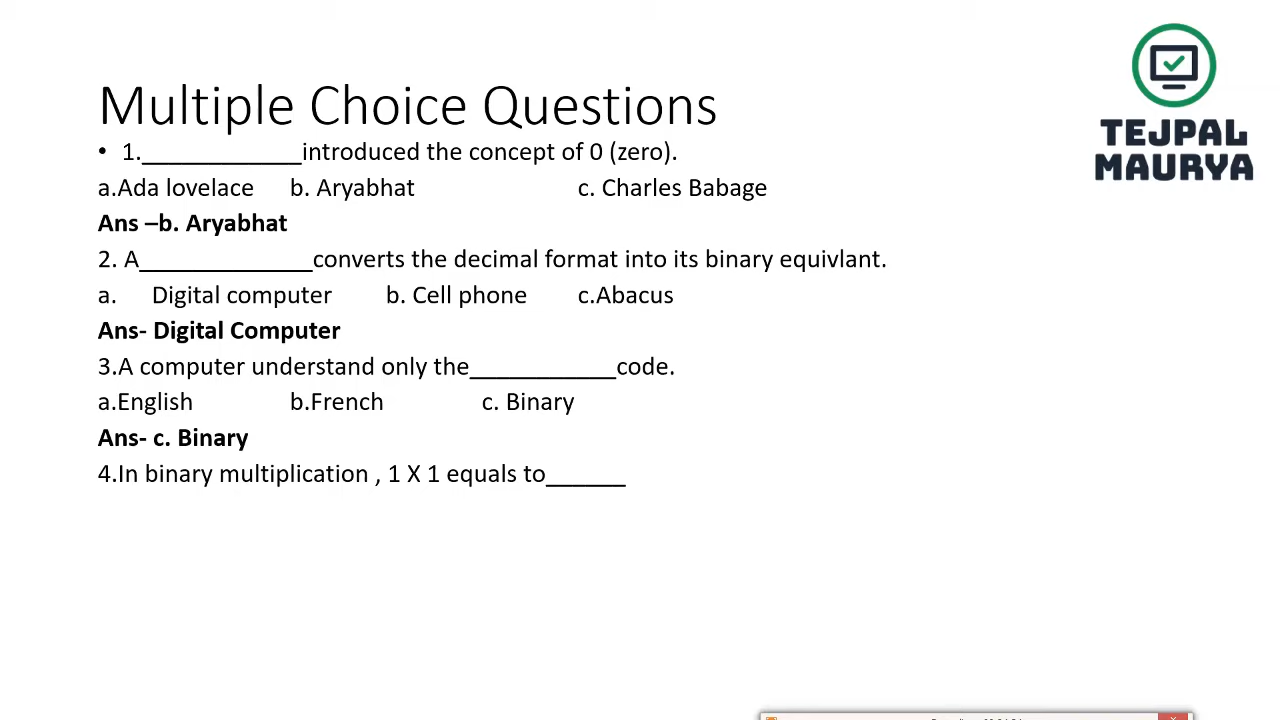 Multiple Choice Questions
• 1.____________introduced the concept of 0 (zero).
a.Ada lovelace b. Aryabhat c. Charles Babage
Ans –b. Aryabhat
2. A_____________converts the decimal format into its binary equivlant.
a. Digital computer b. Cell phone c.Abacus
Ans- Digital Computer
3.A computer understand only the___________code.
a.English b.French c. Binary
Ans- c. Binary
4.In binary multiplication , 1 X 1 equals to______
TEJPAL
MAURYA